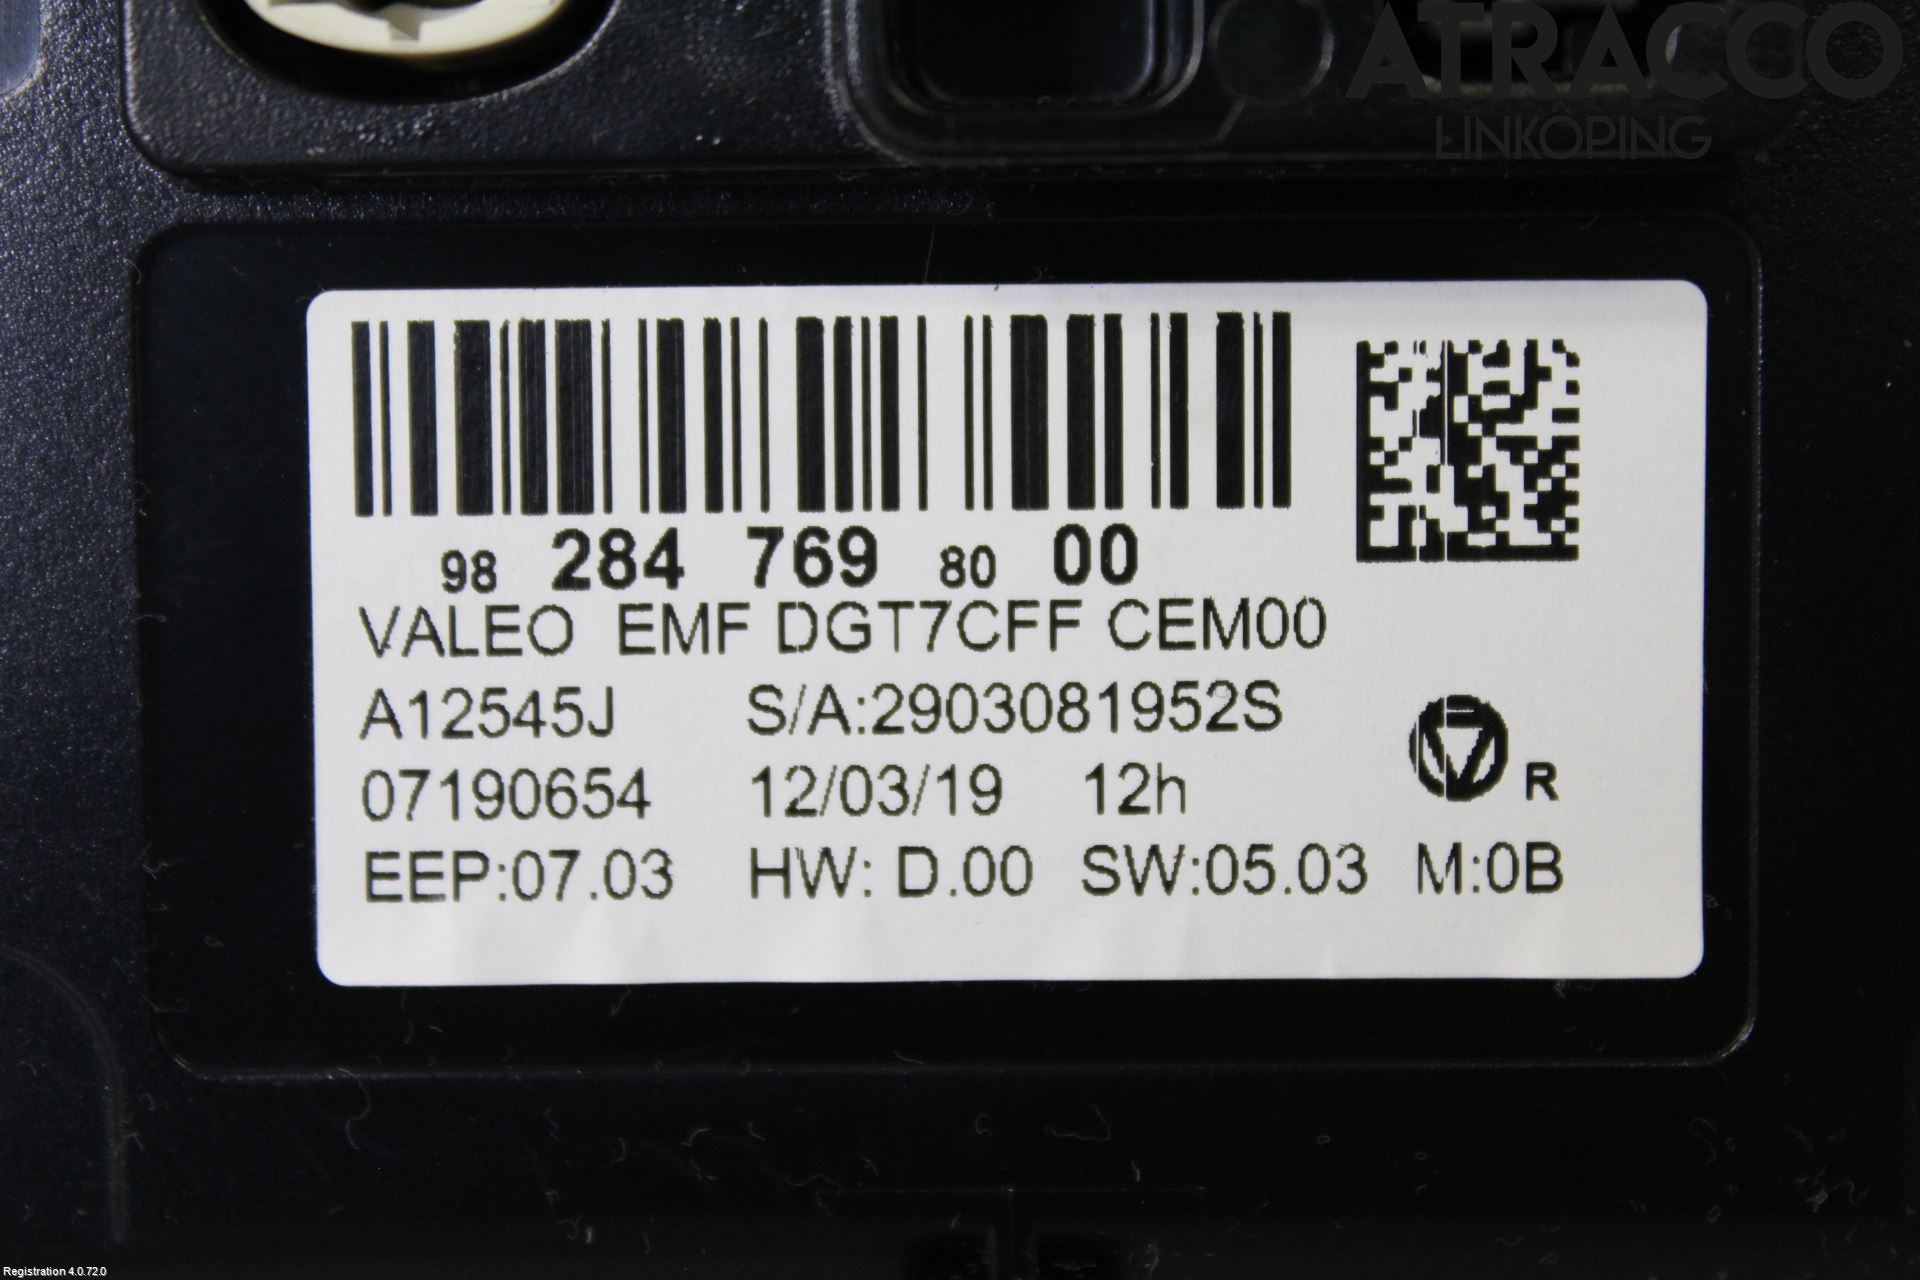 ATRACCO
LINKÖPING
98 284 769 80 00
VALEO EMF DGT7CFF CEM00
A12545J S/A:2903081952S
07190654 12/03/19 12h
R
EEP:07.03 HW: D.00 SW:05.03 M:0B
Registration 4.0.72.0